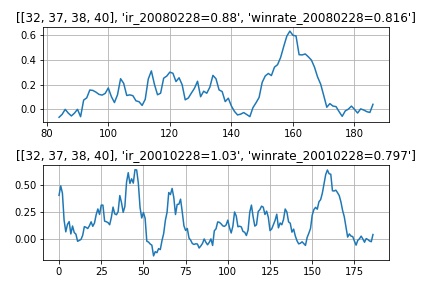 [[32, 37, 38, 40], 'ir_20080228=0.88', 'winrate_20080228=0.816']
0.6
0.4
0.2
0.0
80 100 120 140 160 180
[[32, 37, 38, 40], 'ir_20010228=1.03', 'winrate_20010228=0.797']
0.50
0.25
0.00
0 25 50 75 100 125 150 175